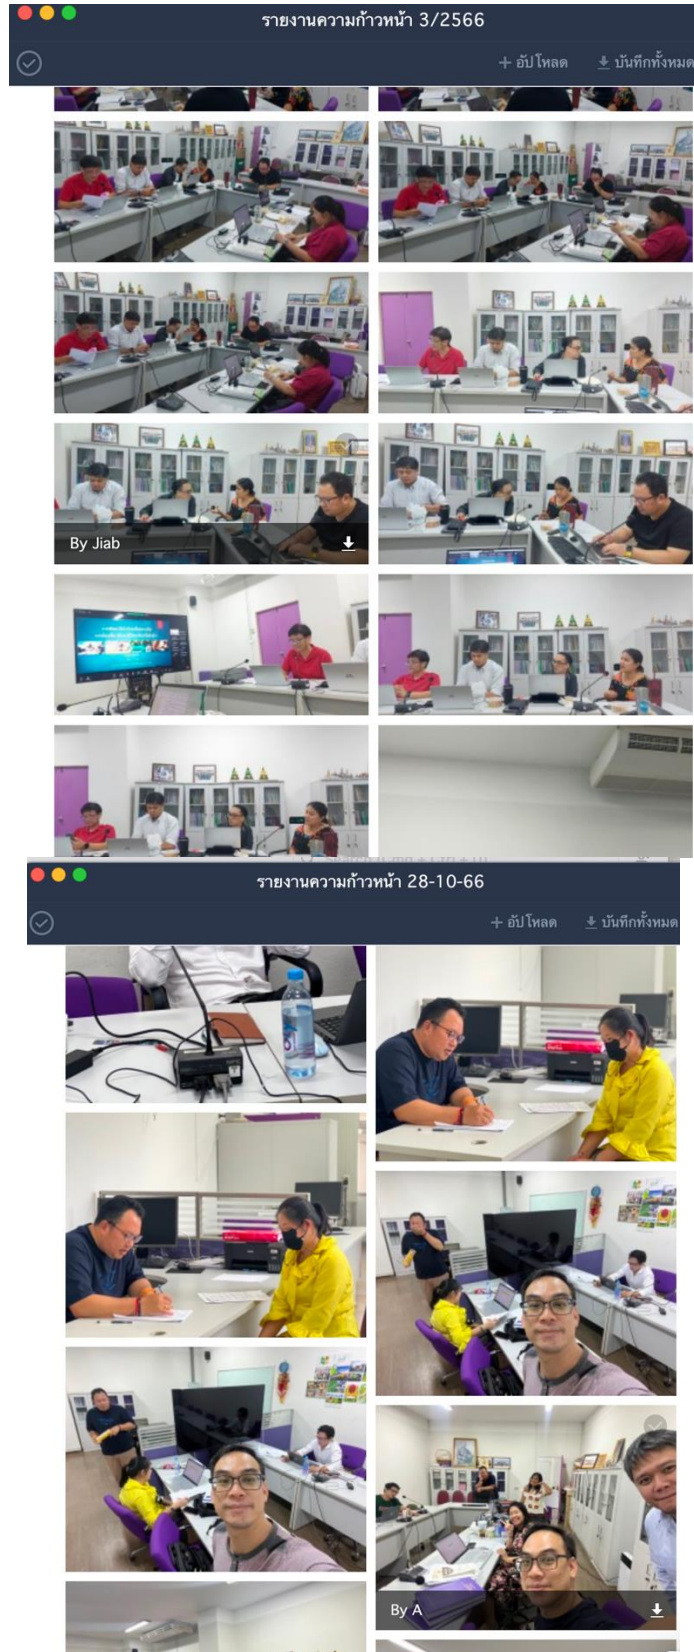 รายงานความก้าวหน้า 3/2566
+ อัปโหลด บันทึกทั้งหมด
By Jiab
รายงานความก้าวหน้า 28-10-66
+ อัปโหลด บันทึกทั้งหมด
By A